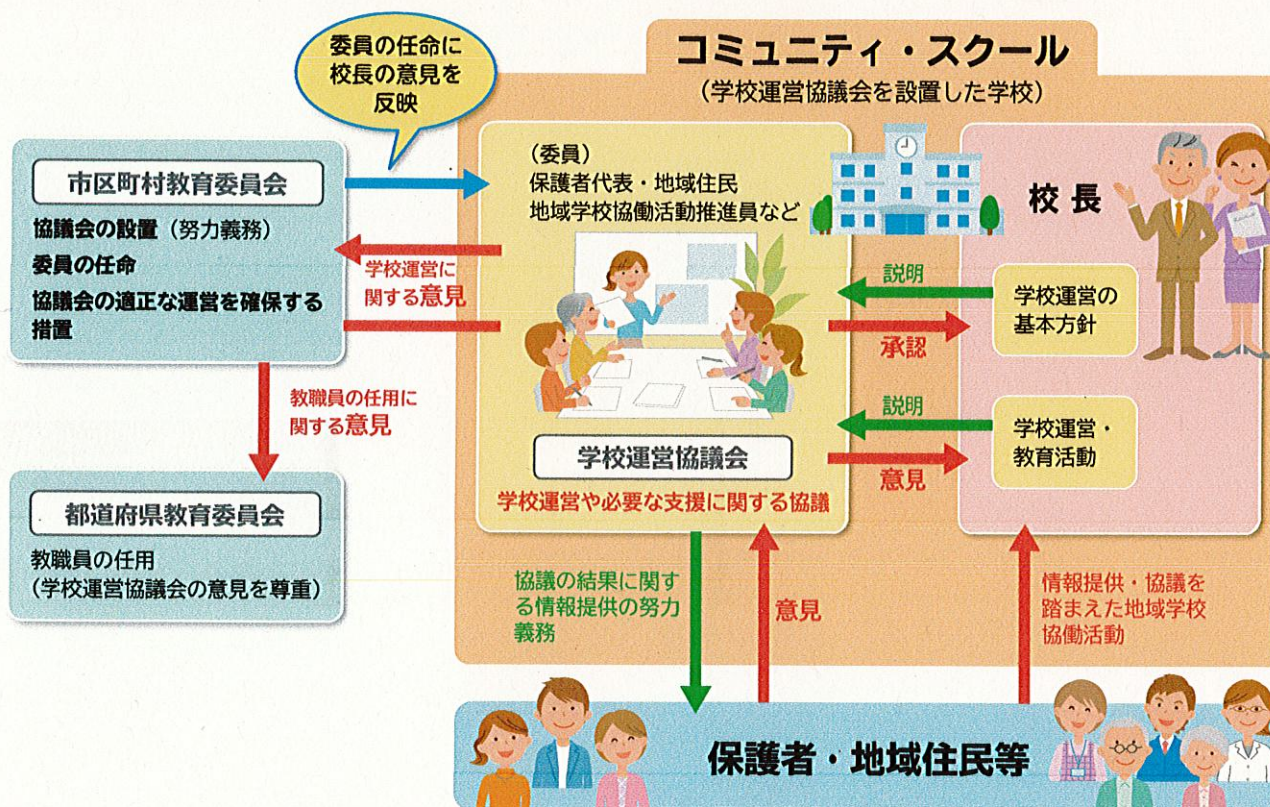 コミュニティ・スクール
(学校運営協議会を設置した学校)
委員の任命に
校長の意見を
反映
市区町村教育委員会
協議会の設置(努力義務)
委員の任命
協議会の適正な運営を確保する
措置
学校運営に
関する意見
教職員の任用に
関する意見
都道府県教育委員会
教職員の任用
(学校運営協議会の意見を尊重)
(委員)
保護者代表・地域住民
地域学校協働活動推進員など
学校運営協議会
学校運営や必要な支援に関する協議
校長
説明
承認
学校運営の
基本方針
説明
意見
学校運営・
教育活動
協議の結果に関す
る情報提供の努力
義務
意見
情報提供・協議を
踏まえた地域学校
協働活動
保護者・地域住民等